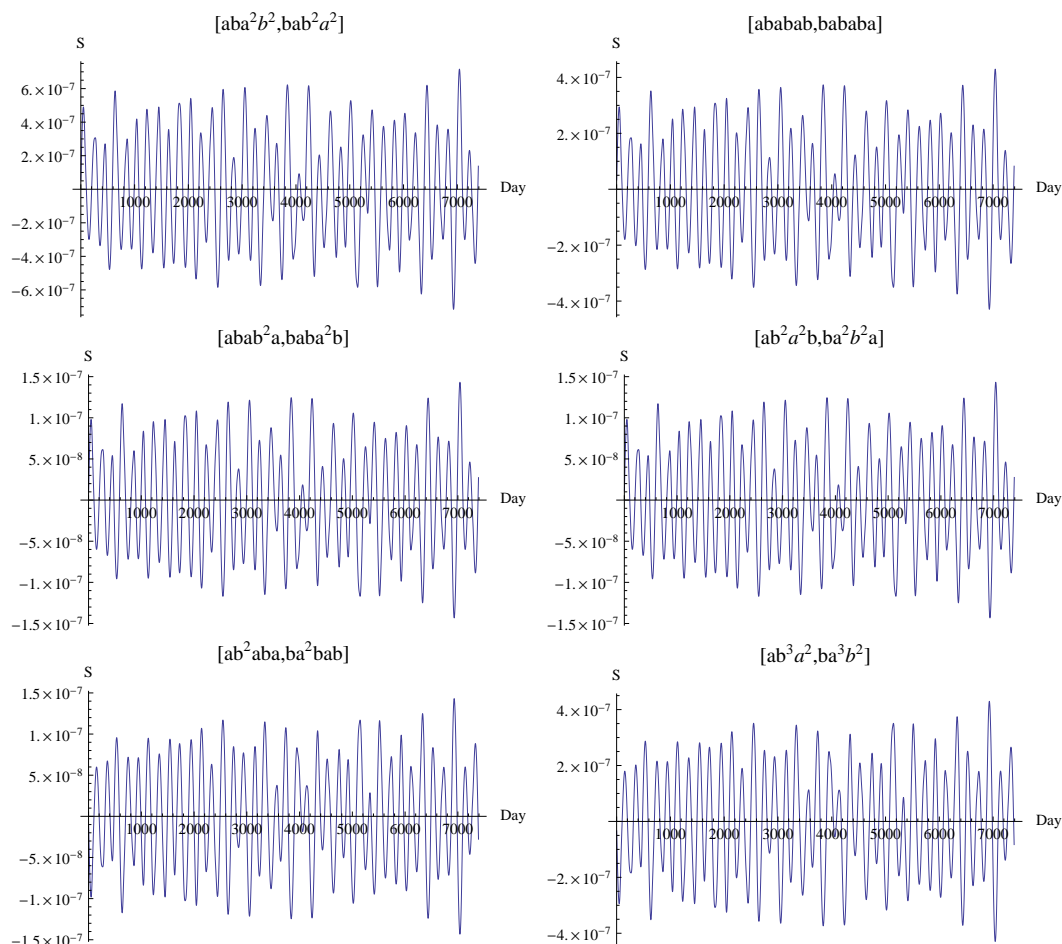 [aba²b²,bab²a²]
S
6.×10⁻⁷
4.×10⁻⁷
2.×10⁻⁷
−2.×10⁻⁷
−4.×10⁻⁷
−6.×10⁻⁷
1000 2000 3000 4000 5000 6000 7000
Day
[ababab,bababa]
S
4.×10⁻⁷
2.×10⁻⁷
−2.×10⁻⁷
−4.×10⁻⁷
1000 2000 3000 4000 5000 6000 7000
Day
[abab²a,baba²b]
S
1.5×10⁻⁷
1.×10⁻⁷
5.×10⁻⁸
−5.×10⁻⁸
−1.×10⁻⁷
−1.5×10⁻⁷
1000 2000 3000 4000 5000 6000 7000
Day
[ab²a²b,ba²b²a]
S
1.5×10⁻⁷
1.×10⁻⁷
5.×10⁻⁸
−5.×10⁻⁸
−1.×10⁻⁷
−1.5×10⁻⁷
1000 2000 3000 4000 5000 6000 7000
Day
[ab²aba,ba²bab]
S
1.5×10⁻⁷
1.×10⁻⁷
5.×10⁻⁸
−5.×10⁻⁸
−1.×10⁻⁷
−1.5×10⁻⁷
1000 2000 3000 4000 5000 6000 7000
Day
[ab³a²,ba³b²]
S
4.×10⁻⁷
2.×10⁻⁷
−2.×10⁻⁷
−4.×10⁻⁷
1000 2000 3000 4000 5000 6000 7000
Day